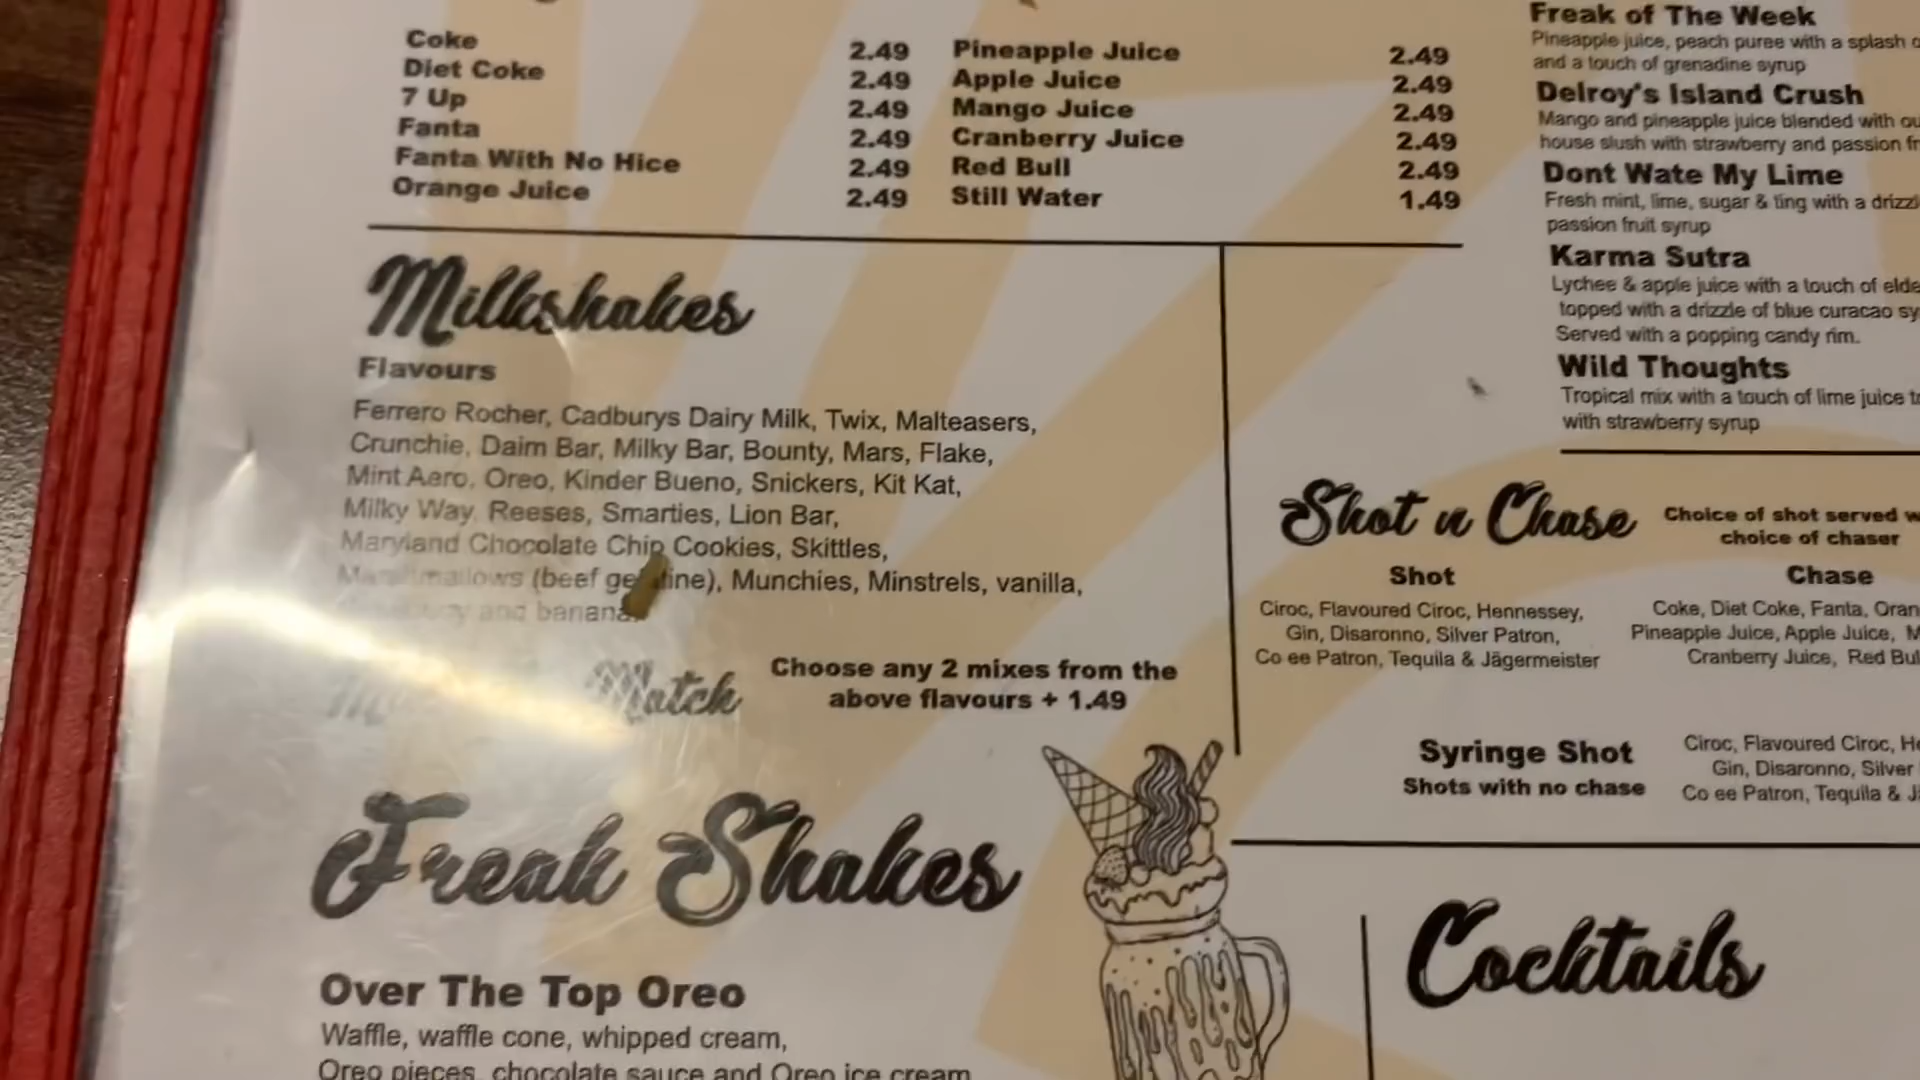 Coke 2.49
Diet Coke 2.49
7 Up 2.49
Fanta 2.49
Fanta With No Hice 2.49
Orange Juice 2.49
Pineapple Juice 2.49
Apple Juice 2.49
Mango Juice 2.49
Cranberry Juice 2.49
Red Bull 2.49
Still Water 1.49
Milkshakes
Flavours
Ferrero Rocher, Cadburys Dairy Milk, Twix, Malteasers,
Crunchie, Daim Bar, Milky Bar, Bounty, Mars, Flake,
Mint Aero, Oreo, Kinder Bueno, Snickers, Kit Kat,
Milky Way, Reeses, Smarties, Lion Bar,
Maryland Chocolate Chip Cookies, Skittles,
(beef gelatine), Munchies, Minstrels, vanilla,
and banana
Match
Choose any 2 mixes from the
above flavours + 1.49
Freak Shakes
Over The Top Oreo
Waffle, waffle cone, whipped cream,
Oreo pieces, chocolate sauce and Oreo ice cream
Freak of The Week
Pineapple juice, peach puree with a splash
and a touch of grenadine syrup
Delroy's Island Crush
Mango and pineapple juice blended with
house slush with strawberry and passion
Dont Wate My Lime
Fresh mint, lime, sugar & ting with a
passion fruit syrup
Karma Sutra
Lychee & apple juice with a touch of
topped with a drizzle of blue curacao
Served with a popping candy rim.
Wild Thoughts
Tropical mix with a touch of lime juice
with strawberry syrup
Shot n Chase
Choice of shot served
choice of chaser
Shot
Ciroc, Flavoured Ciroc, Hennessey,
Gin, Disaronno, Silver Patron,
Co ee Patron, Tequila & Jägermeister
Chase
Coke, Diet Coke, Fanta,
Pineapple Juice, Apple Juice,
Cranberry Juice, Red
Syringe Shot
Shots with no chase
Ciroc, Flavoured Ciroc,
Gin, Disaronno, Silver
Co ee Patron, Tequila &
Cocktails